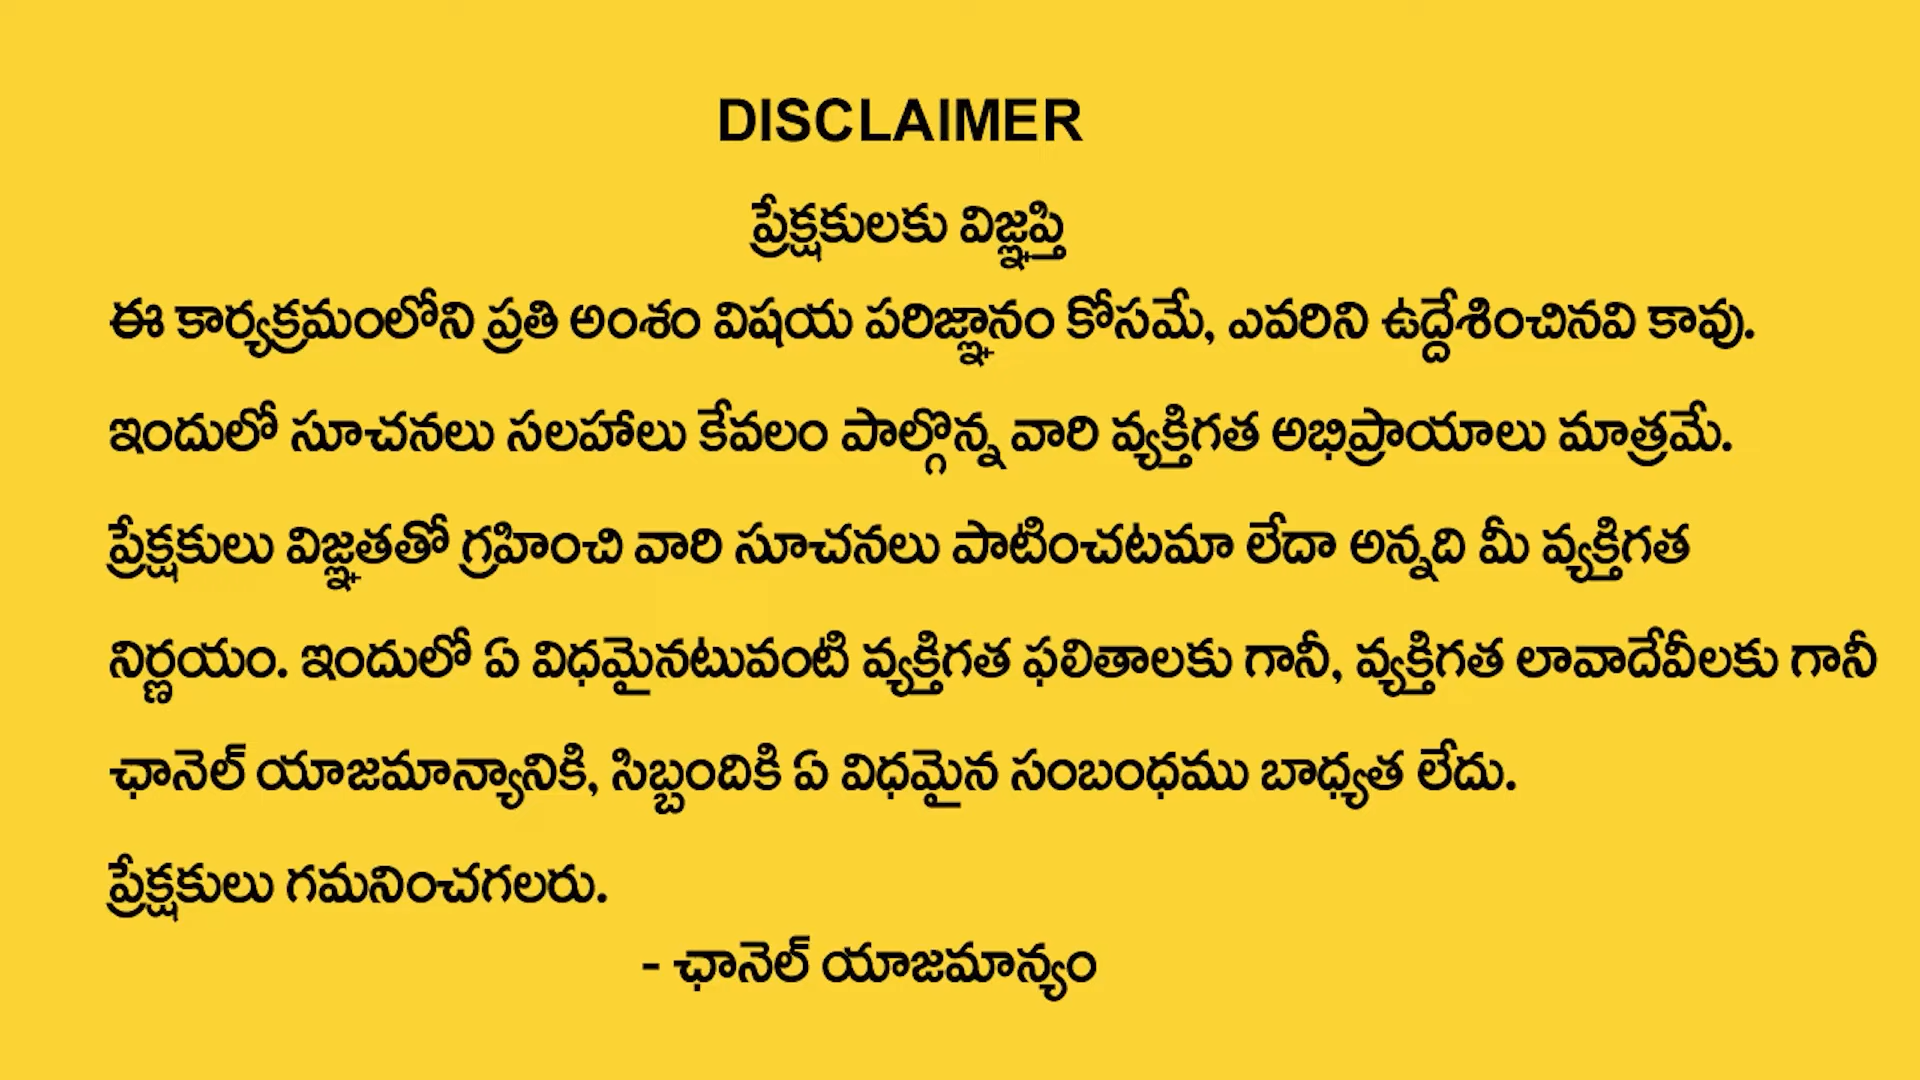 DISCLAIMER
ప్రేక్షకులకు విజ్ఞప్తి
ఈ కార్యక్రమంలోని ప్రతి అంశం విషయ పరిజ్ఞానం కోసమే, ఎవరిని ఉద్దేశించినవి కావు.
ఇందులో సూచనలు సలహాలు కేవలం పాల్గొన్న వారి వ్యక్తిగత అభిప్రాయాలు మాత్రమే.
ప్రేక్షకులు విజ్ఞతతో గ్రహించి వారి సూచనలు పాటించటమా లేదా అన్నది మీ వ్యక్తిగత
నిర్ణయం. ఇందులో ఏ విధమైనటువంటి వ్యక్తిగత ఫలితాలకు గానీ, వ్యక్తిగత లావాదేవీలకు గానీ
ఛానెల్ యాజమాన్యానికి, సిబ్బందికి ఏ విధమైన సంబంధము బాధ్యత లేదు.
ప్రేక్షకులు గమనించగలరు.
- ఛానెల్ యాజమాన్యం